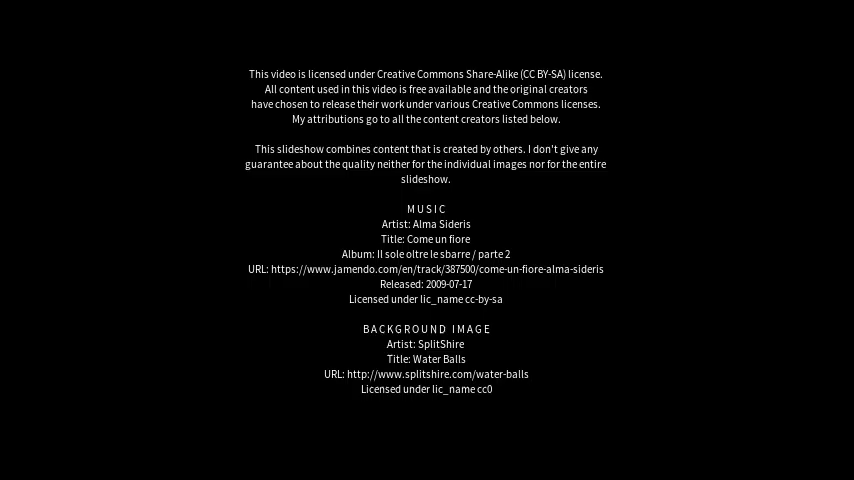 This video is licensed under Creative Commons Share-Alike (CC BY-SA) license.
All content used in this video is free available and the original creators
have chosen to release their work under various Creative Commons licenses.
My attributions go to all the content creators listed below.
This slideshow combines content that is created by others. I don't give any
guarantee about the quality neither for the individual images nor for the entire
slideshow.
MUSIC
Artist: Alma Sideris
Title: Come un fiore
Album: Il sole oltre le sbarre / parte 2
URL: https://www.jamendo.com/en/track/387500/come-un-fiore-alma-sideris
Released: 2009-07-17
Licensed under lic_name cc-by-sa
BACKGROUND IMAGE
Artist: SplitShire
Title: Water Balls
URL: http://www.splitshire.com/water-balls
Licensed under lic_name cc0